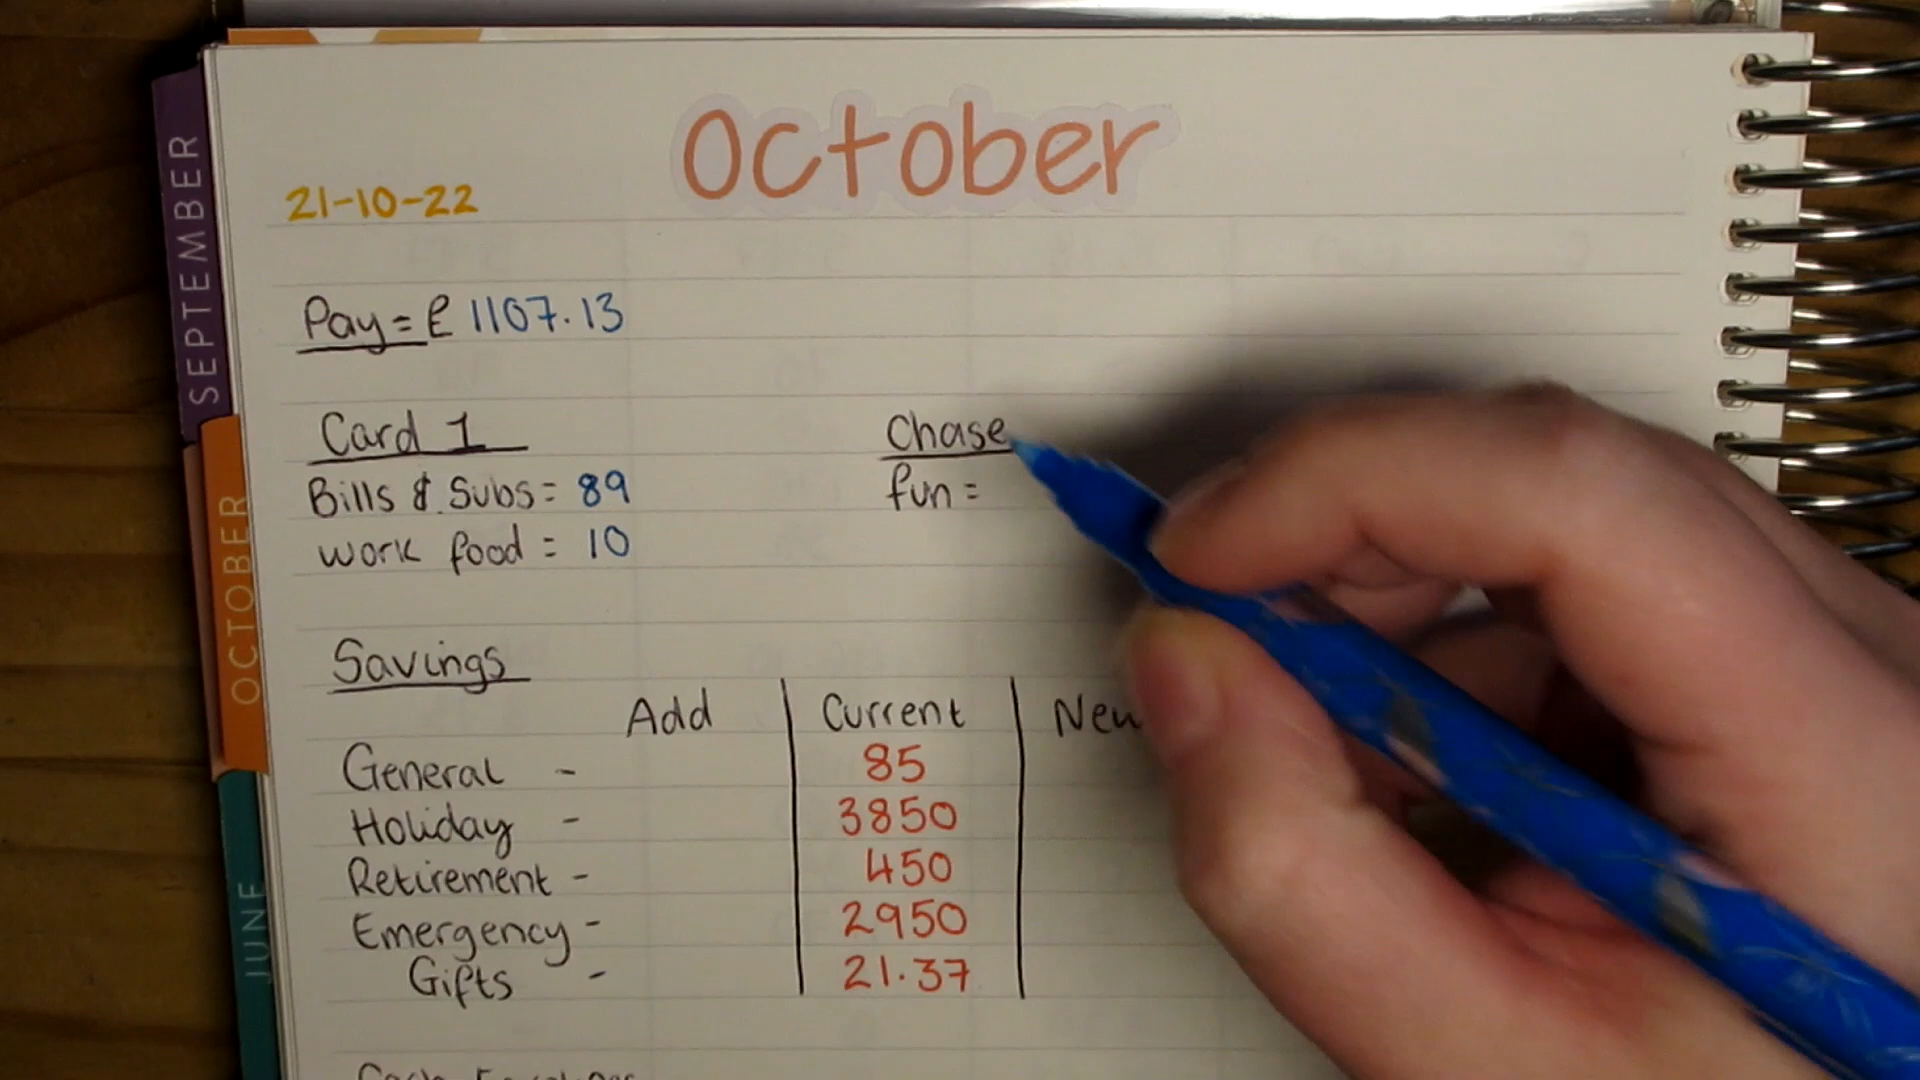 October
21-10-22
Pay = £ 1107.13
Card 1
Bills & Subs = 89
work food = 10
Chase
fun =
Savings
Add Current New
General - 85
Holiday - 3850
Retirement - 450
Emergency - 2950
Gifts - 21.37
SEPTEMBER
OCTOBER
JUNE